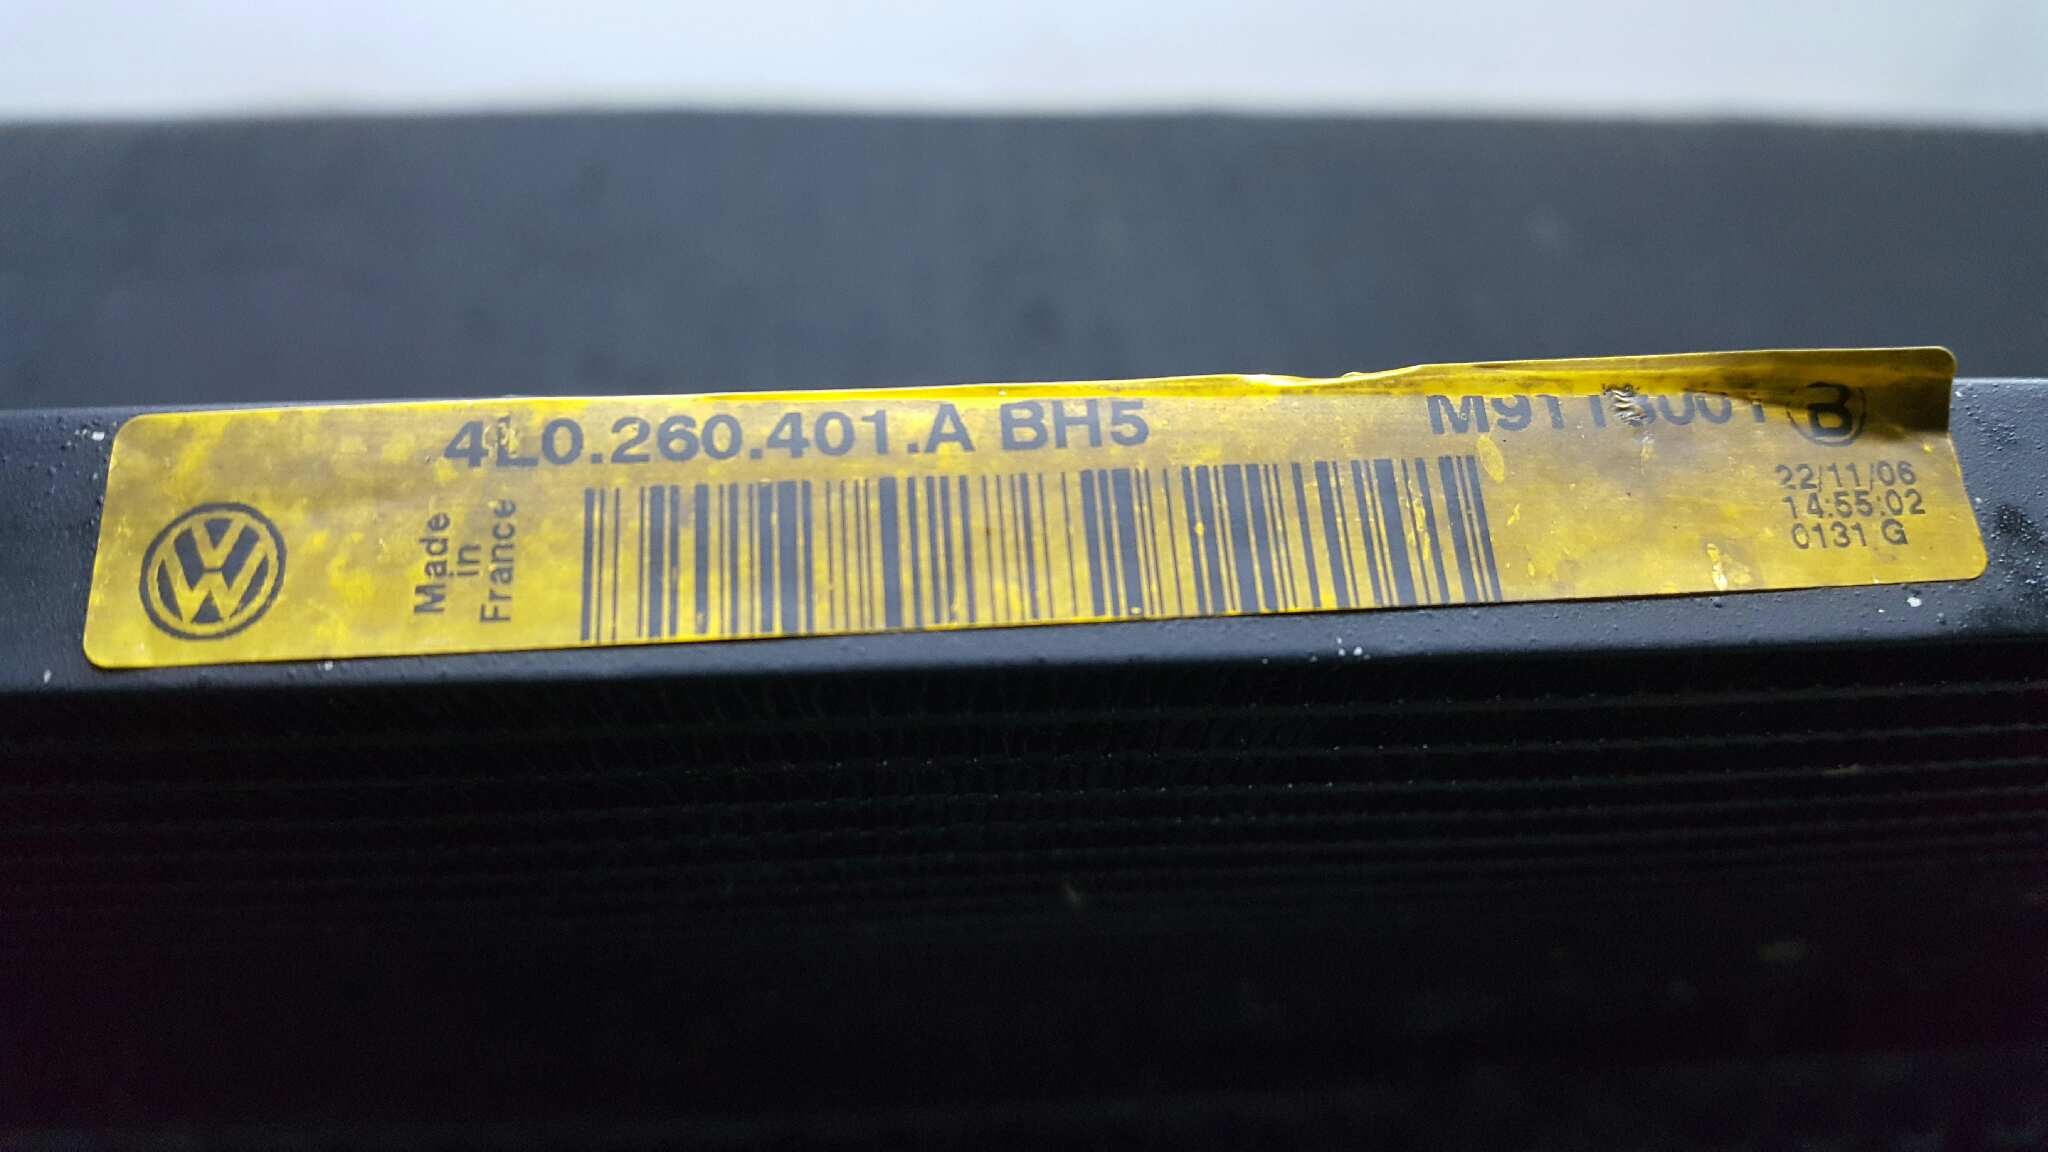 4L0.260.401.A BH5
B
22/11/06
14:55:02
0131 G
Made
in
France
VW